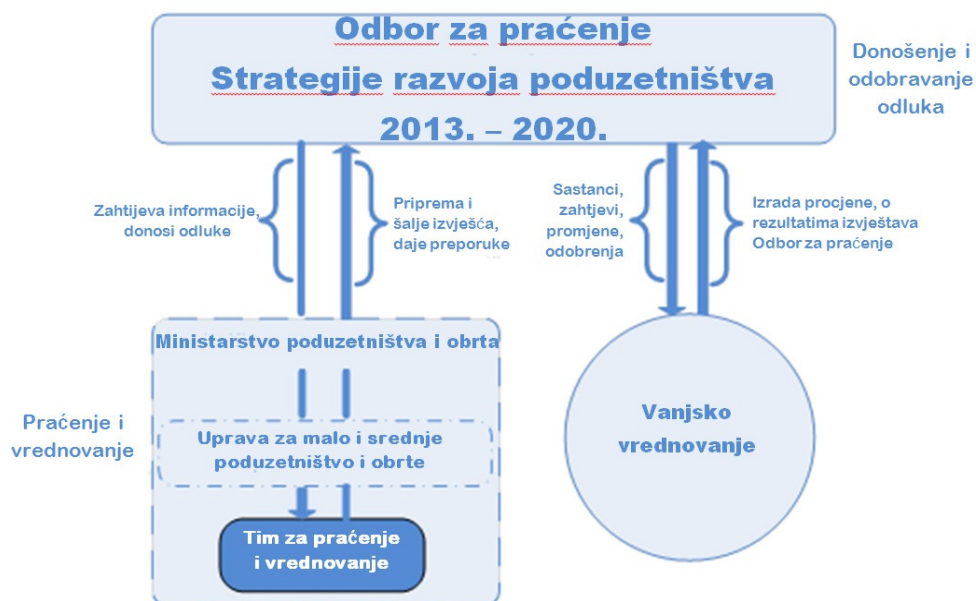 Odbor za praćenje
Strategije razvoja poduzetništva
2013. – 2020.
Donošenje i
odobravanje
odluka
Zahtijeva informacije,
donosi odluke
Priprema i
šalje izvješća,
daje preporuke
Sastanci,
zahtjevi,
promjene,
odobrenja
Izrada procjene, o
rezultatima izvještava
Odbor za praćenje
Ministarstvo poduzetništva i obrta
Praćenje i
vrednovanje
Uprava za malo i srednje
poduzetništvo i obrte
Tim za praćenje
i vrednovanje
Vanjsko
vrednovanje